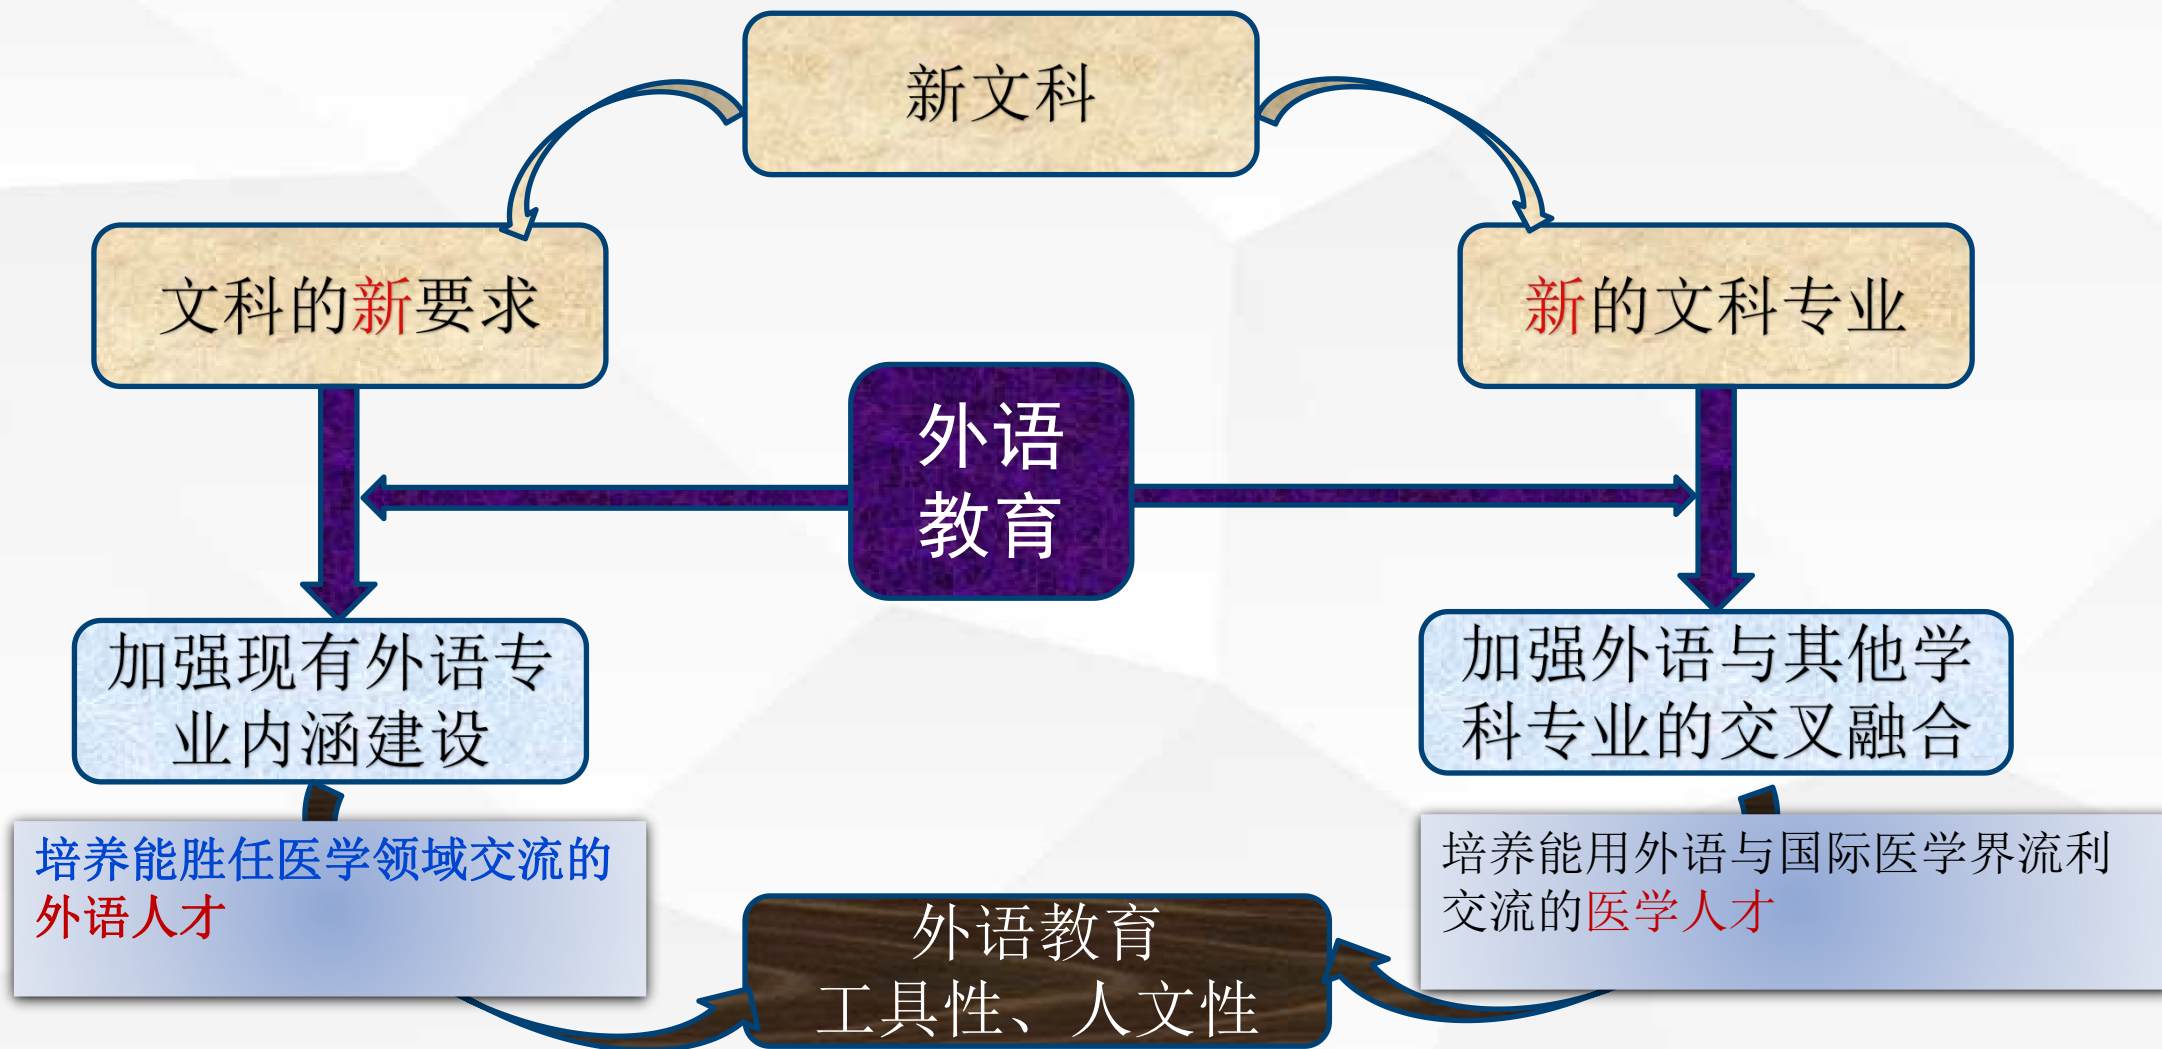 新文科
文科的新要求
新的文科专业
外语
教育
加强现有外语专
业内涵建设
加强外语与其他学
科专业的交叉融合
培养能胜任医学领域交流的
外语人才
培养能用外语与国际医学界流利
交流的医学人才
外语教育
工具性、人文性